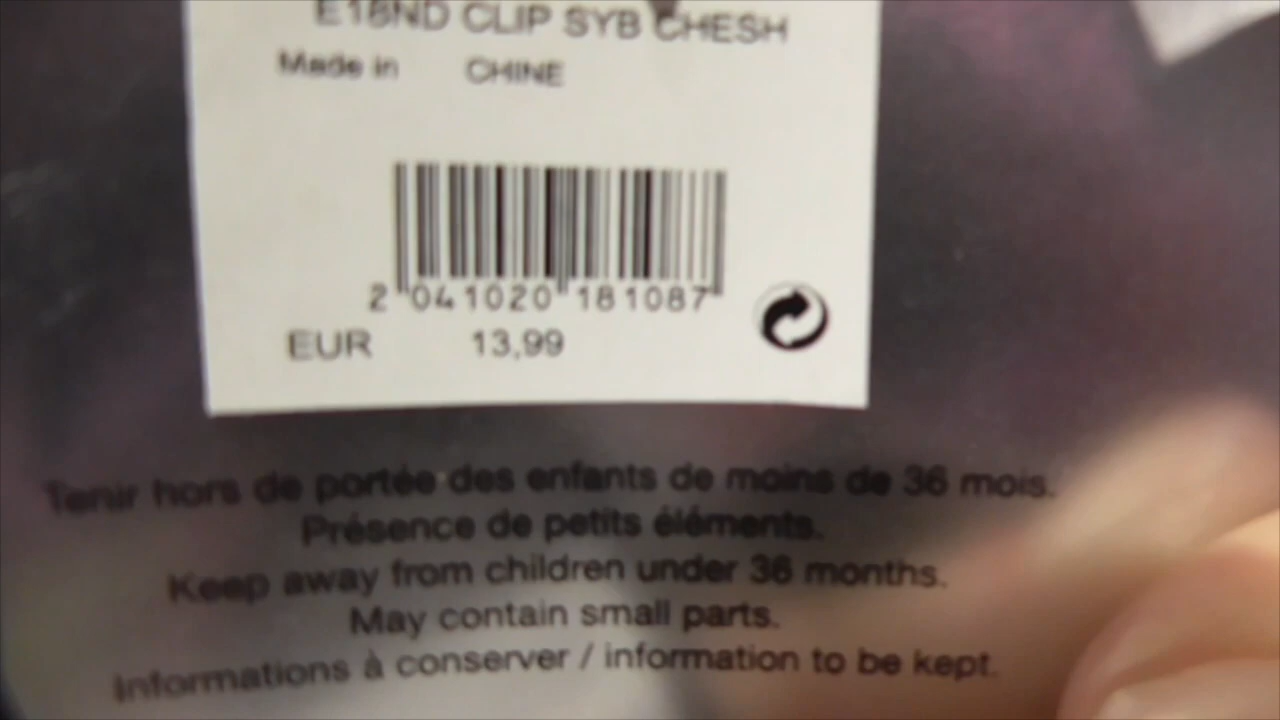 E18ND CLIP SYB CHESH
Made in CHINE
2 041020 181087
EUR 13,99
Tenir hors de portée des enfants de moins de 36 mois.
Présence de petits éléments.
Keep away from children under 36 months.
May contain small parts.
Informations à conserver / information to be kept.